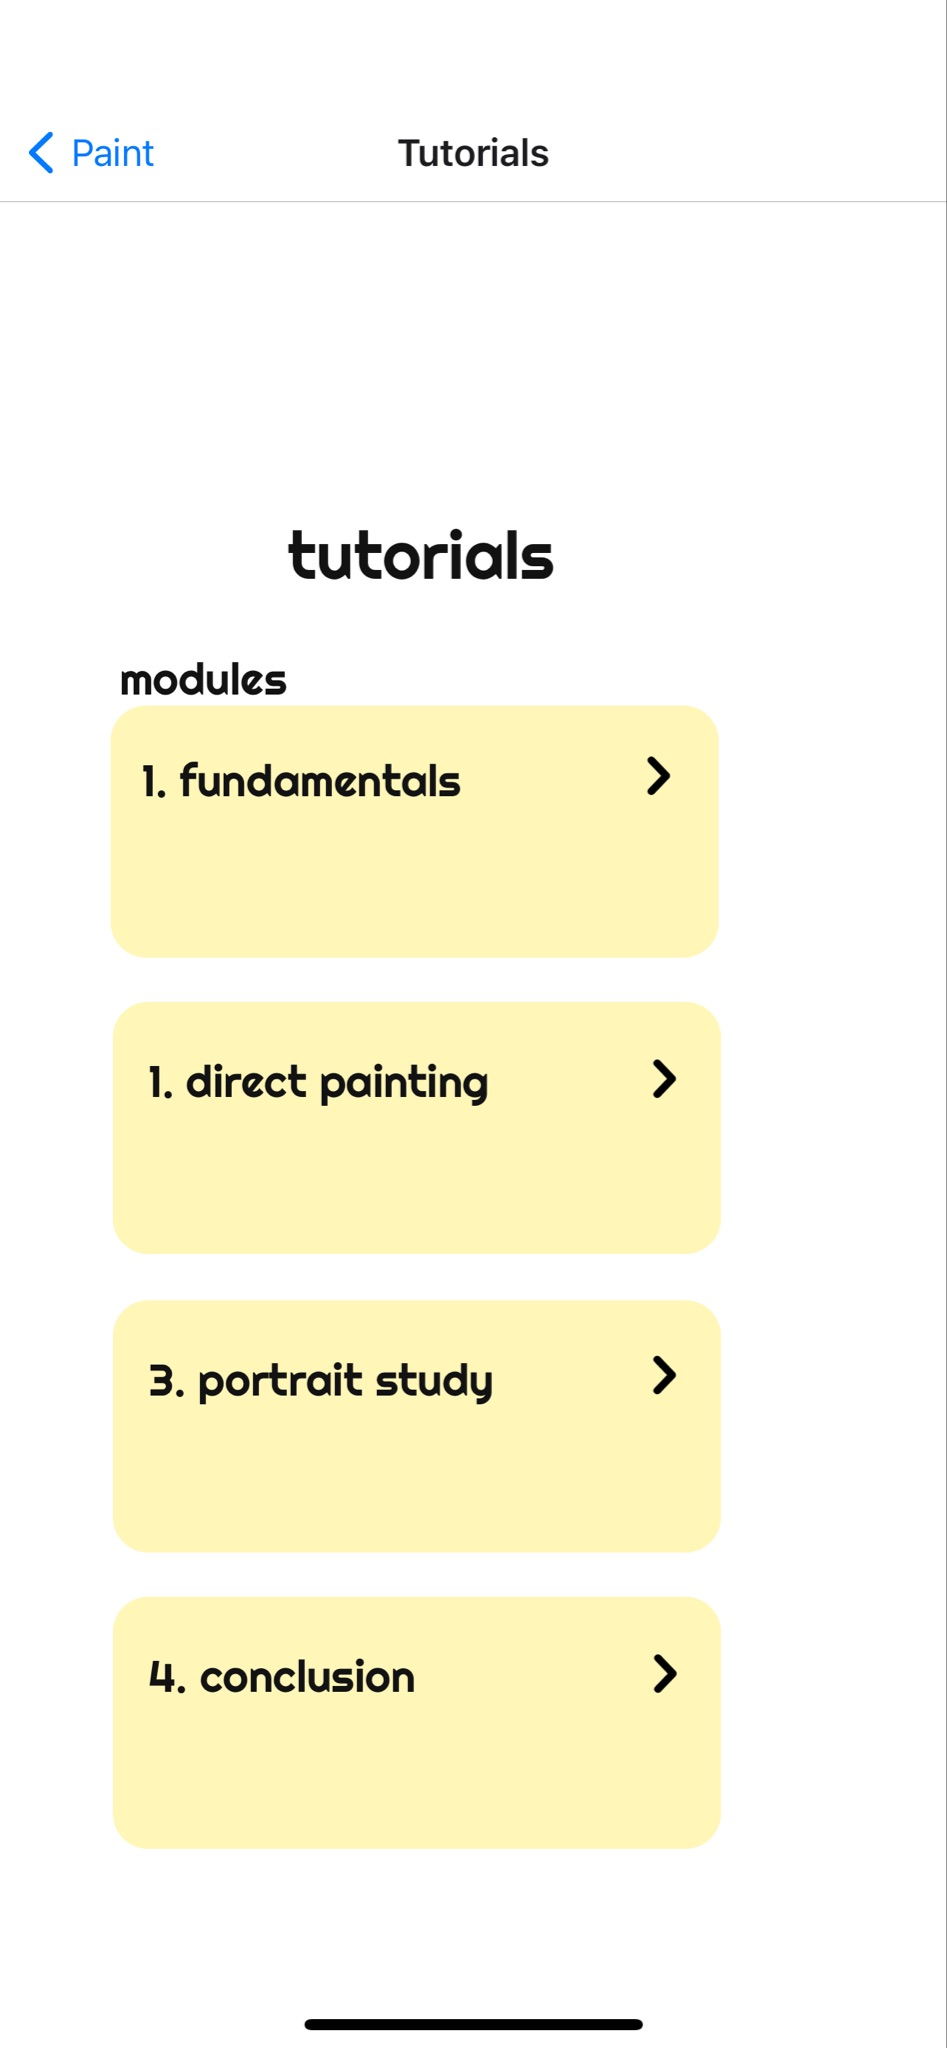 Paint
Tutorials
tutorials
modules
1. fundamentals
1. direct painting
3. portrait study
4. conclusion